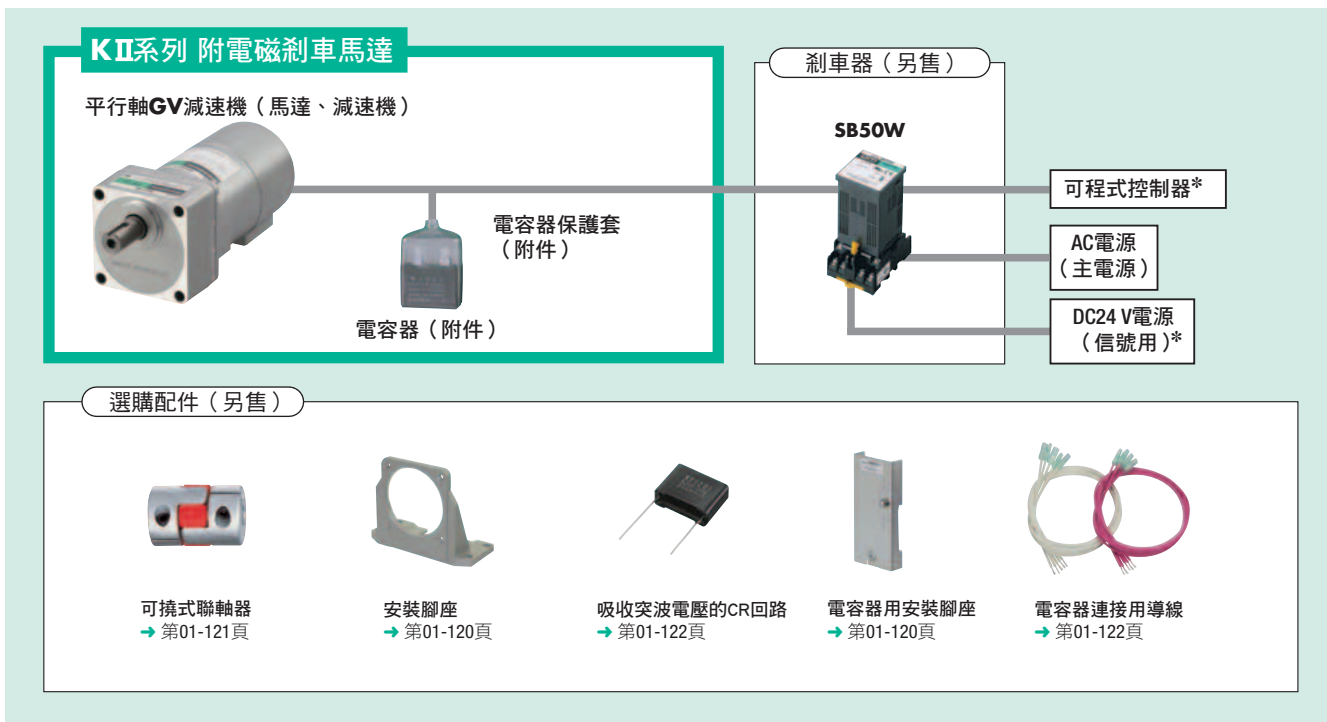 KⅡ系列 附電磁剎車馬達
平行軸GV減速機（馬達、減速機）
電容器保護套
（附件）
電容器（附件）
剎車器（另售）
SB50W
可程式控制器*
AC電源
（主電源）
DC24 V電源
（信號用）*
選購配件（另售）
可撓式聯軸器
→ 第01-121頁
安裝腳座
→ 第01-120頁
吸收突波電壓的CR回路
→ 第01-122頁
電容器用安裝腳座
→ 第01-120頁
電容器連接用導線
→ 第01-122頁